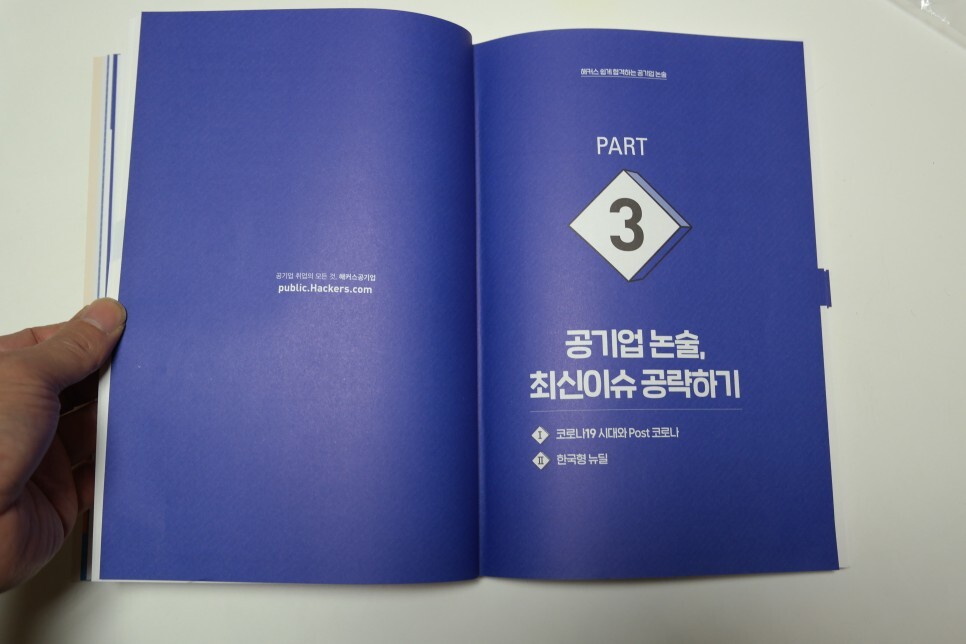 공기업 취업의 모든 것, 해커스공기업
public.Hackers.com
해커스 쉽게 합격하는 공기업 논술
PART
3
공기업 논술,
최신이슈 공략하기
Ⅰ 코로나19 시대와 Post 코로나
Ⅱ 한국형 뉴딜